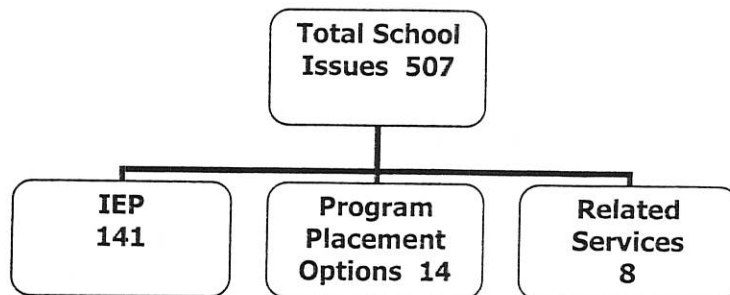 Total School
Issues 507
IEP
141
Program
Placement
Options 14
Related
Services
8